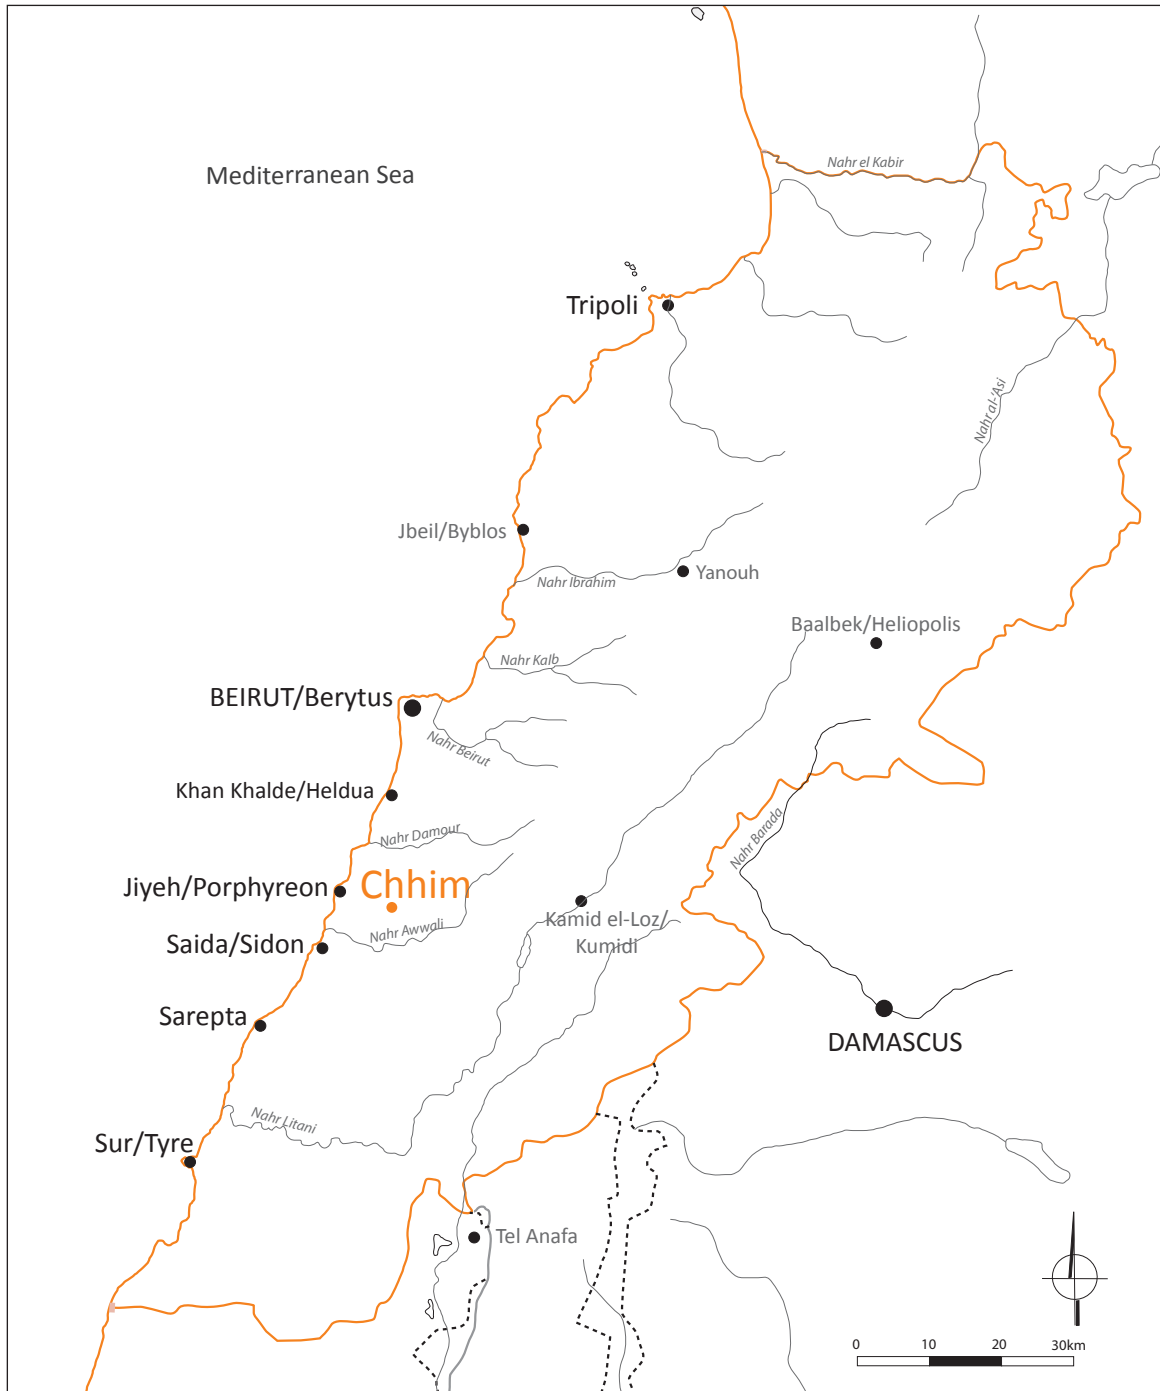 Nahr el Kabir
Mediterranean Sea
Tripoli
Nahr al-'Asi
Jbeil/Byblos
Yanouh
Nahr Ibrahim
Baalbek/Heliopolis
Nahr Kalb
BEIRUT/Berytus
Nahr Beirut
Khan Khalde/Heldua
Nahr Damour
Nahr Barada
Jiyeh/Porphyreon
Chhim
Kamid el-Loz/
Kumidi
Nahr Awwali
Saida/Sidon
Sarepta
DAMASCUS
Nahr Litani
Sur/Tyre
Tel Anafa
0 10 20 30km